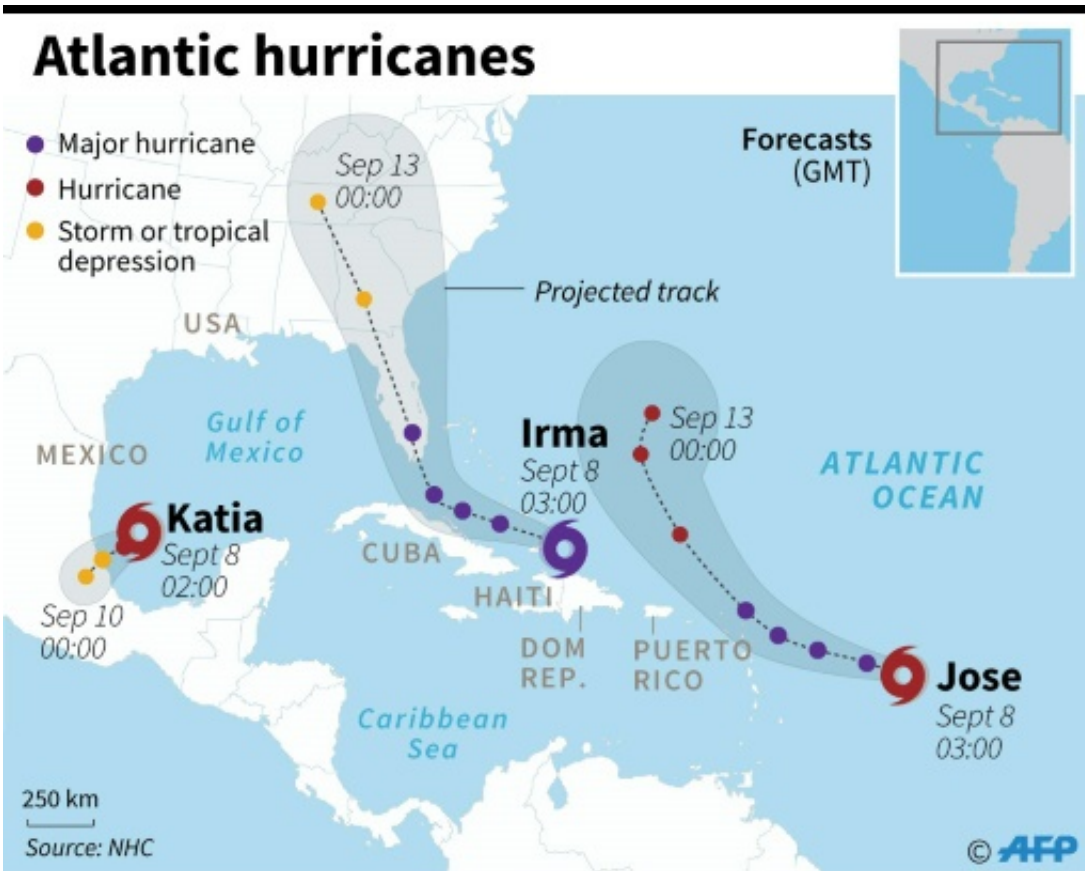 Atlantic hurricanes
Major hurricane
Hurricane
Storm or tropical
depression
Forecasts
(GMT)
Sep 13
00:00
Projected track
USA
Gulf of
Mexico
MEXICO
Irma
Sept 8
03:00
Sep 13
00:00
ATLANTIC
OCEAN
Katia
Sept 8
02:00
CUBA
Sep 10
00:00
HAITI
DOM
REP.
PUERTO
RICO
Jose
Sept 8
03:00
Caribbean
Sea
250 km
Source: NHC
© AFP